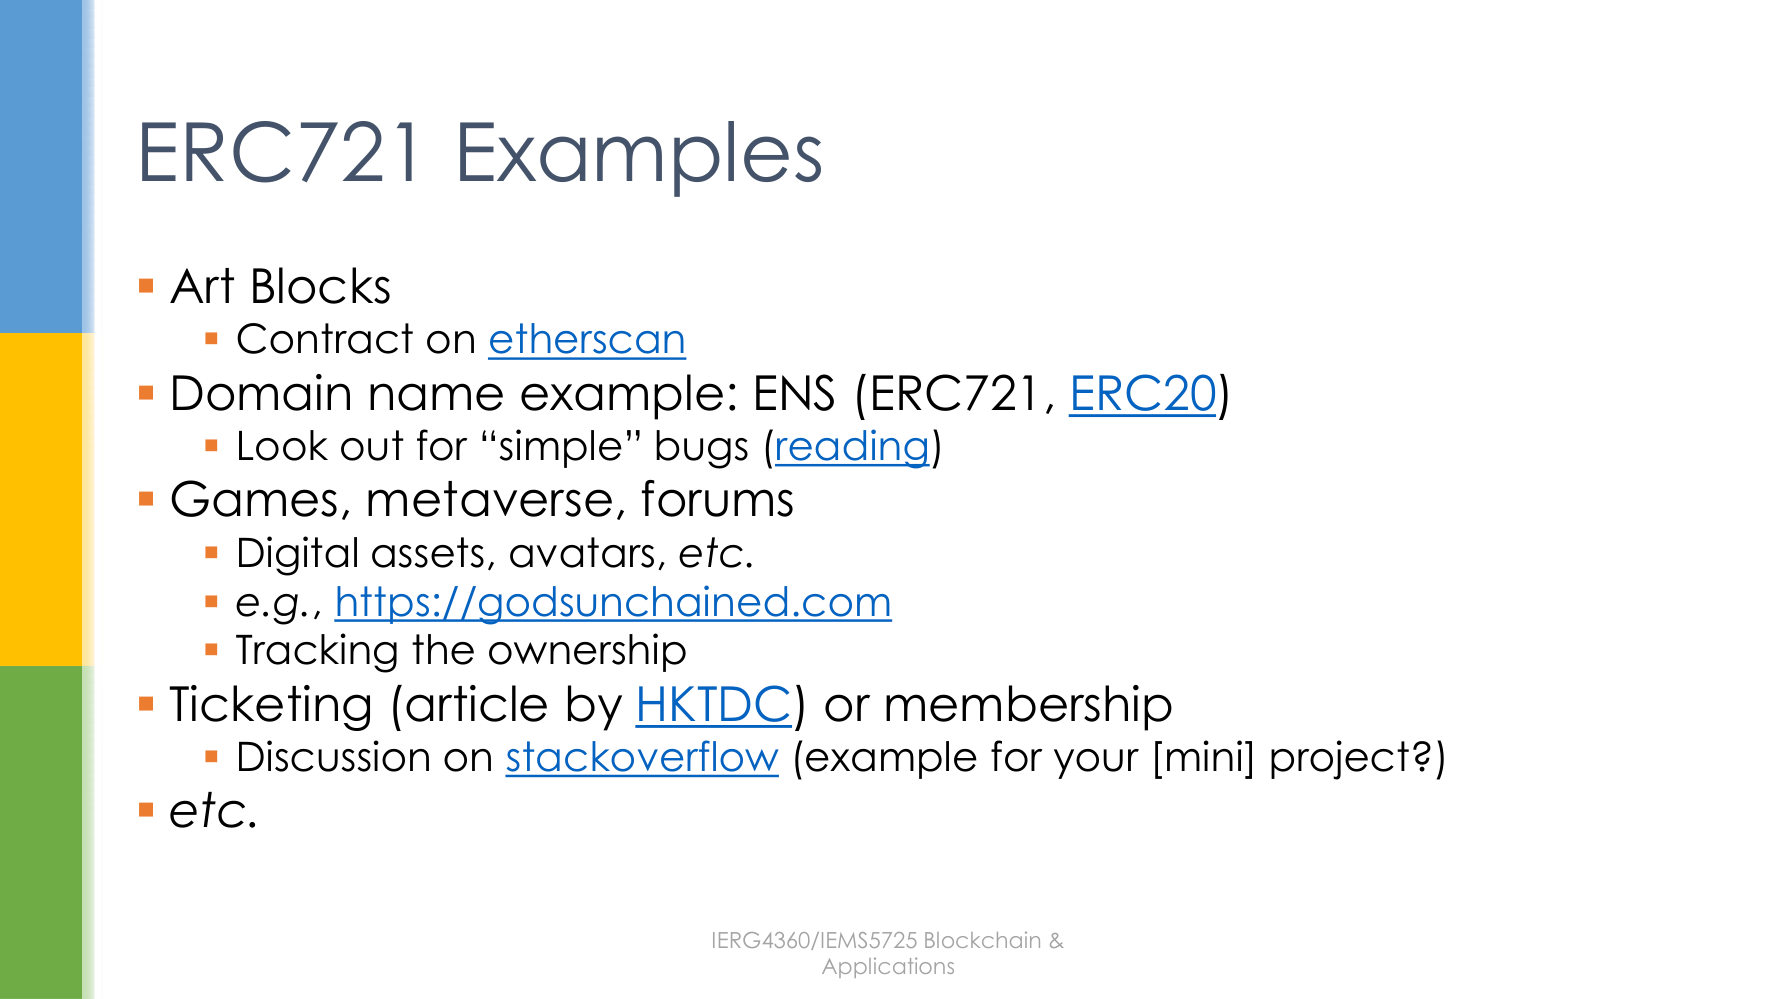 ERC721 Examples
Art Blocks
Contract on etherscan
Domain name example: ENS (ERC721, ERC20)
Look out for “simple” bugs (reading)
Games, metaverse, forums
Digital assets, avatars, etc.
e.g., https://godsunchained.com
Tracking the ownership
Ticketing (article by HKTDC) or membership
Discussion on stackoverflow (example for your [mini] project?)
etc.
IERG4360/IEMS5725 Blockchain &
Applications